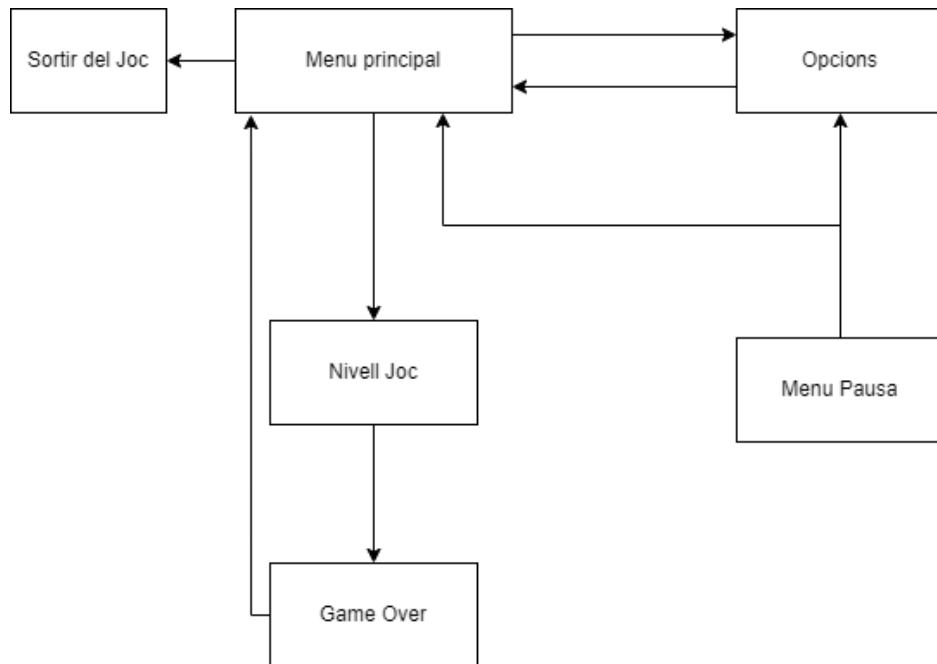 Sortir del Joc
Menu principal
Opcions
Nivell Joc
Menu Pausa
Game Over